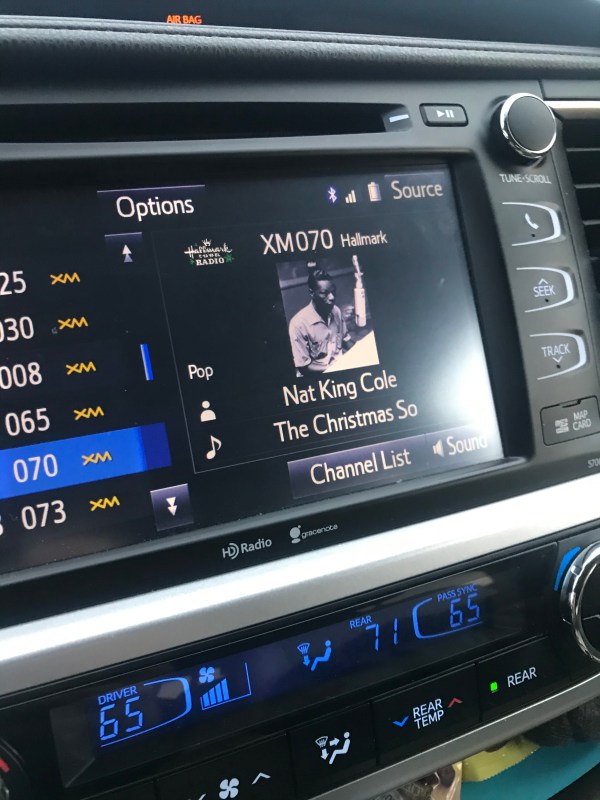 AIR BAG
Options
Source
Hallmark
RADIO
XM070 Hallmark
25 XM
030 XM
008 XM
065 XM
070 XM
073 XM
Pop
Nat King Cole
The Christmas So
Channel List
Sound
TUNE•SCROLL
SEEK
TRACK
MAP
CARD
HD Radio
gracenote
DRIVER
65
REAR
71
PASS SYNC
65
REAR
TEMP
REAR